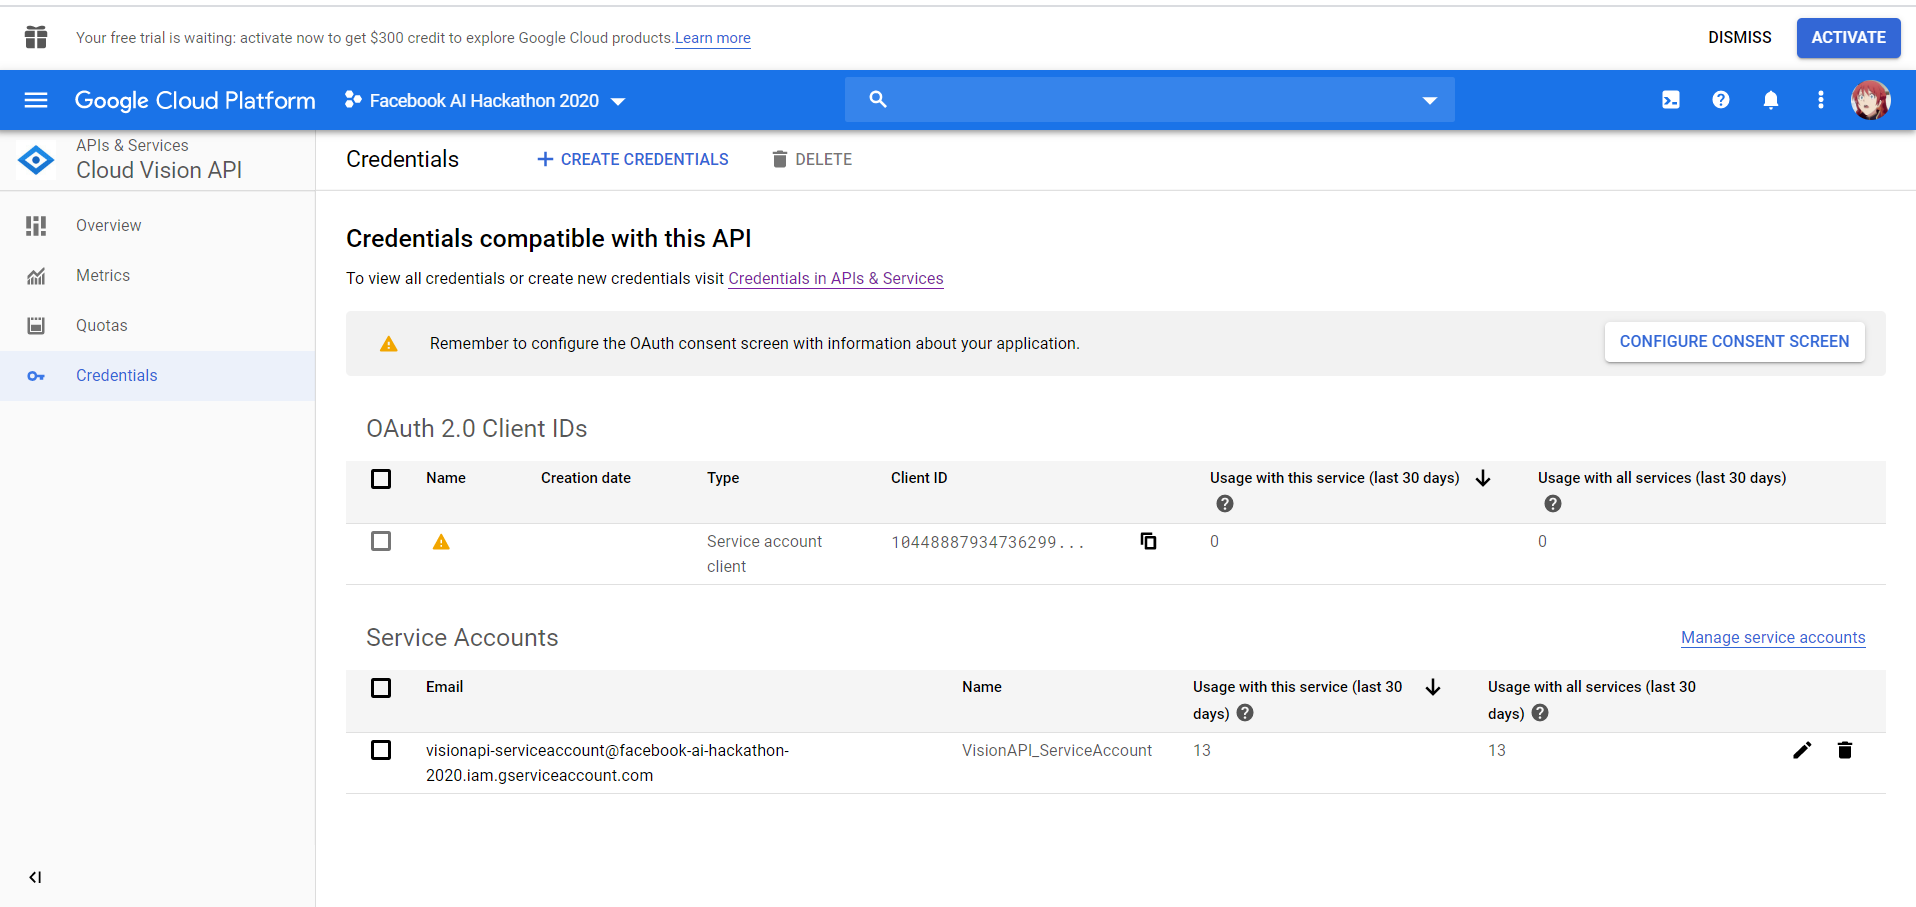 Your free trial is waiting: activate now to get $300 credit to explore Google Cloud products. Learn more
DISMISS
ACTIVATE
Google Cloud Platform
Facebook AI Hackathon 2020
APIs & Services
Cloud Vision API
Credentials
CREATE CREDENTIALS
DELETE
Overview
Metrics
Quotas
Credentials
Credentials compatible with this API
To view all credentials or create new credentials visit Credentials in APIs & Services
Remember to configure the OAuth consent screen with information about your application.
CONFIGURE CONSENT SCREEN
OAuth 2.0 Client IDs
Name Creation date Type Client ID Usage with this service (last 30 days) Usage with all services (last 30 days)
Service account 10448887934736299... 0 0
client
Service Accounts
Manage service accounts
Email Name Usage with this service (last 30 Usage with all services (last 30
days) days)
visionapi-serviceaccount@facebook-ai-hackathon- VisionAPI_ServiceAccount 13 13
2020.iam.gserviceaccount.com